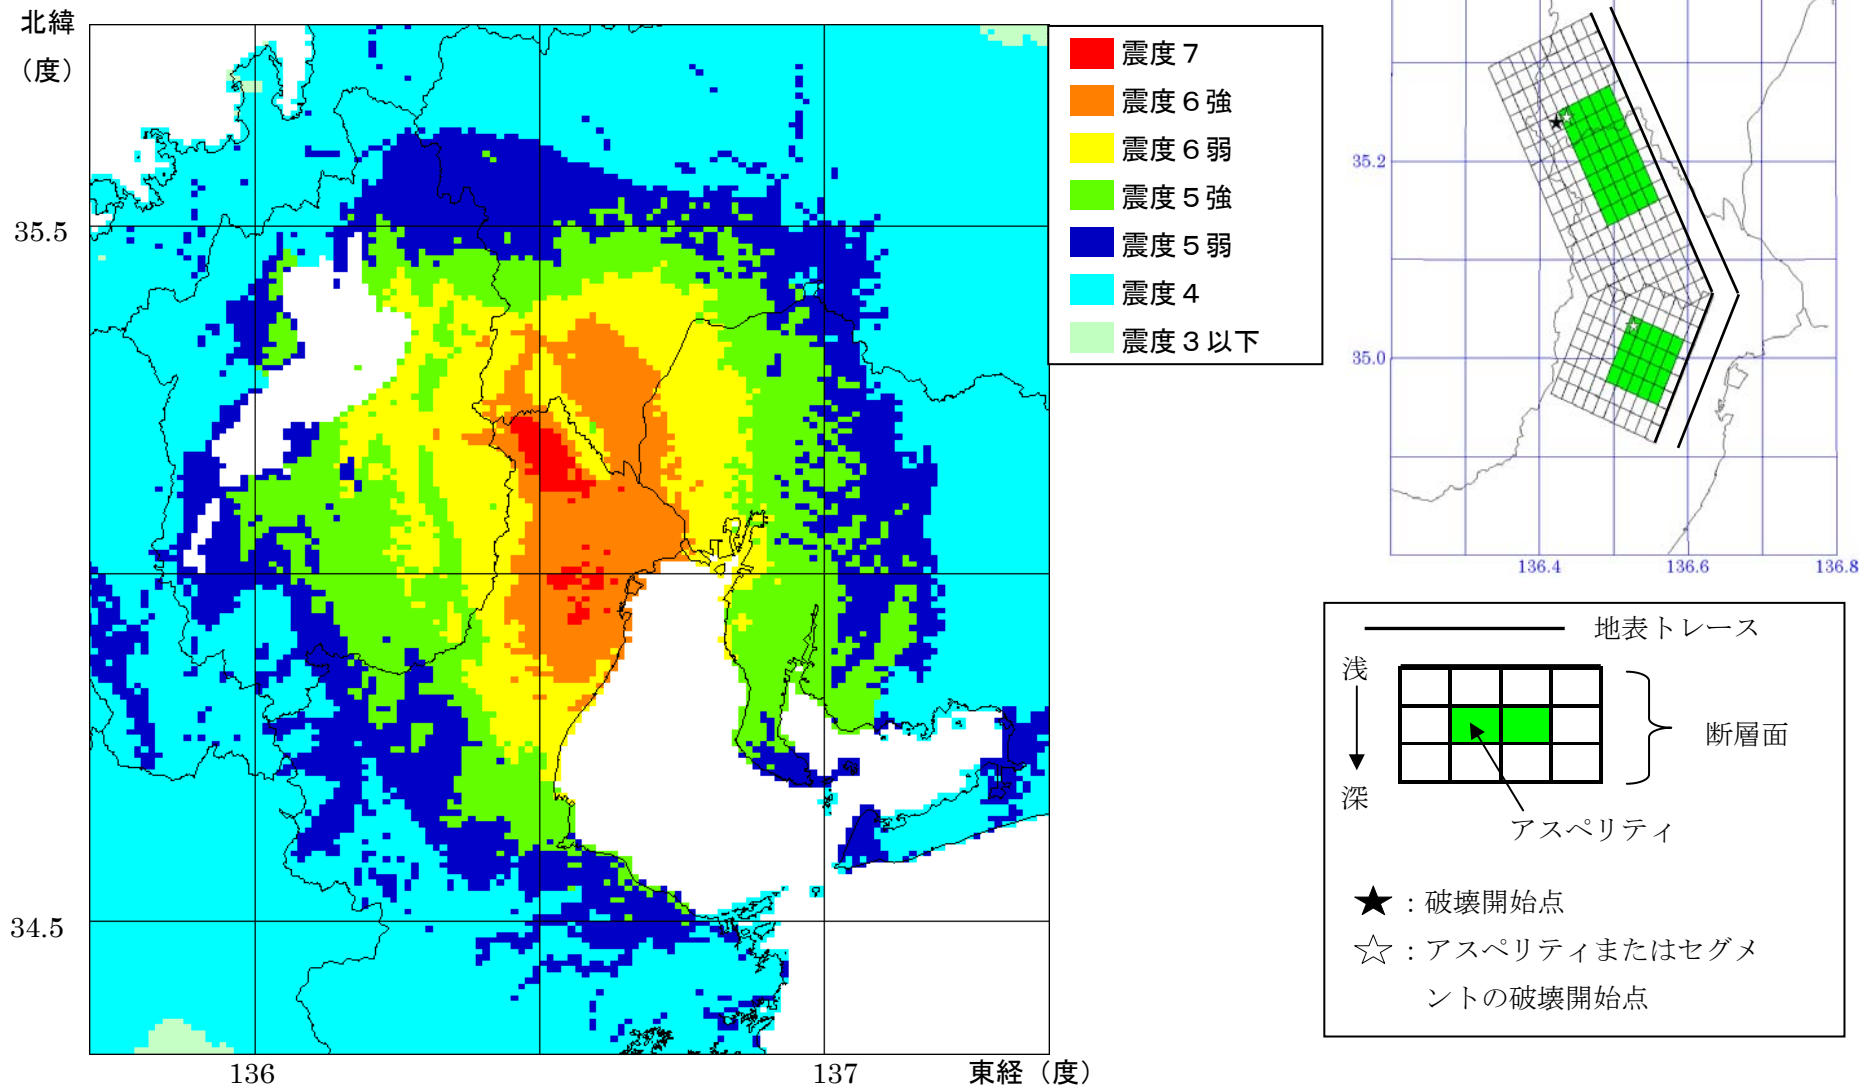 北緯
（度）
35.5
34.5
136
137
東経（度）
震度７
震度６強
震度６弱
震度５強
震度５弱
震度４
震度３以下
35.2
35.0
136.4
136.6
136.8
地表トレース
浅
深
断層面
アスペリティ
★：破壊開始点
☆：アスペリティまたはセグメ
ントの破壊開始点